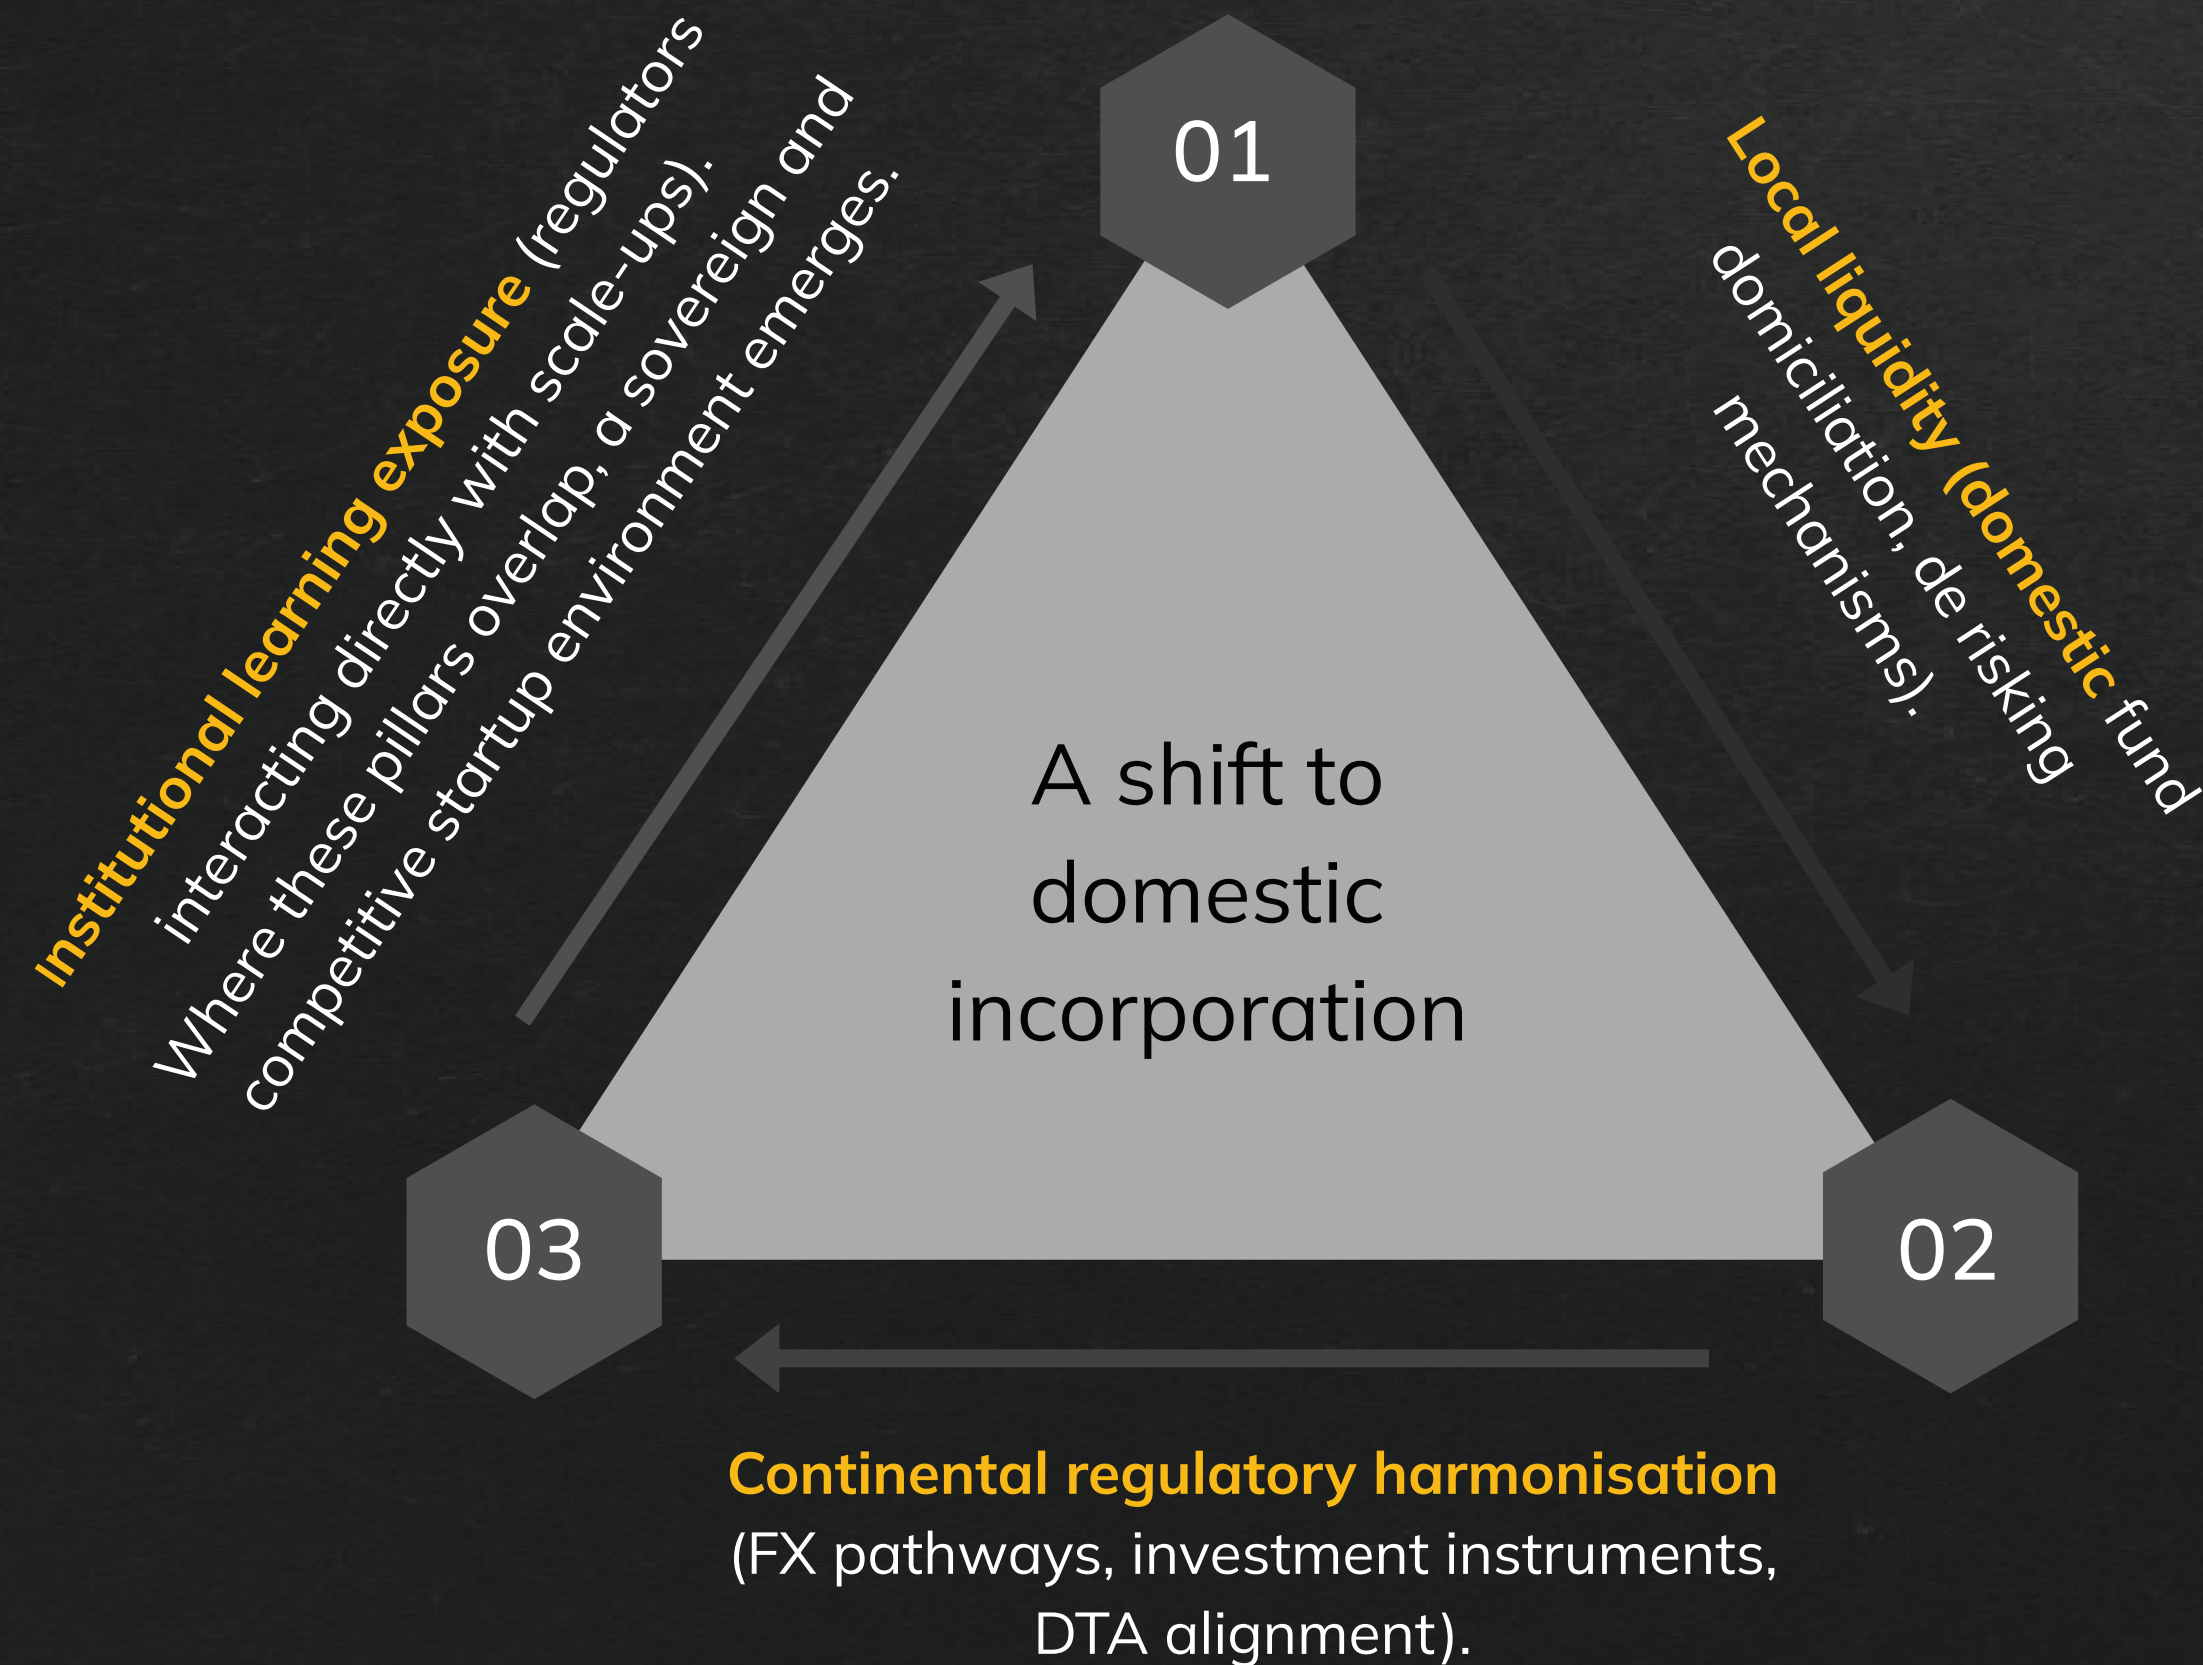 01
Local liquidity (domestic fund
domiciliation, de risking
mechanisms).
02
Continental regulatory harmonisation
(FX pathways, investment instruments,
DTA alignment).
03
Institutional learning exposure (regulators
interacting directly with scale-ups).
Where these pillars overlap, a sovereign and
competitive startup environment emerges.
A shift to
domestic
incorporation